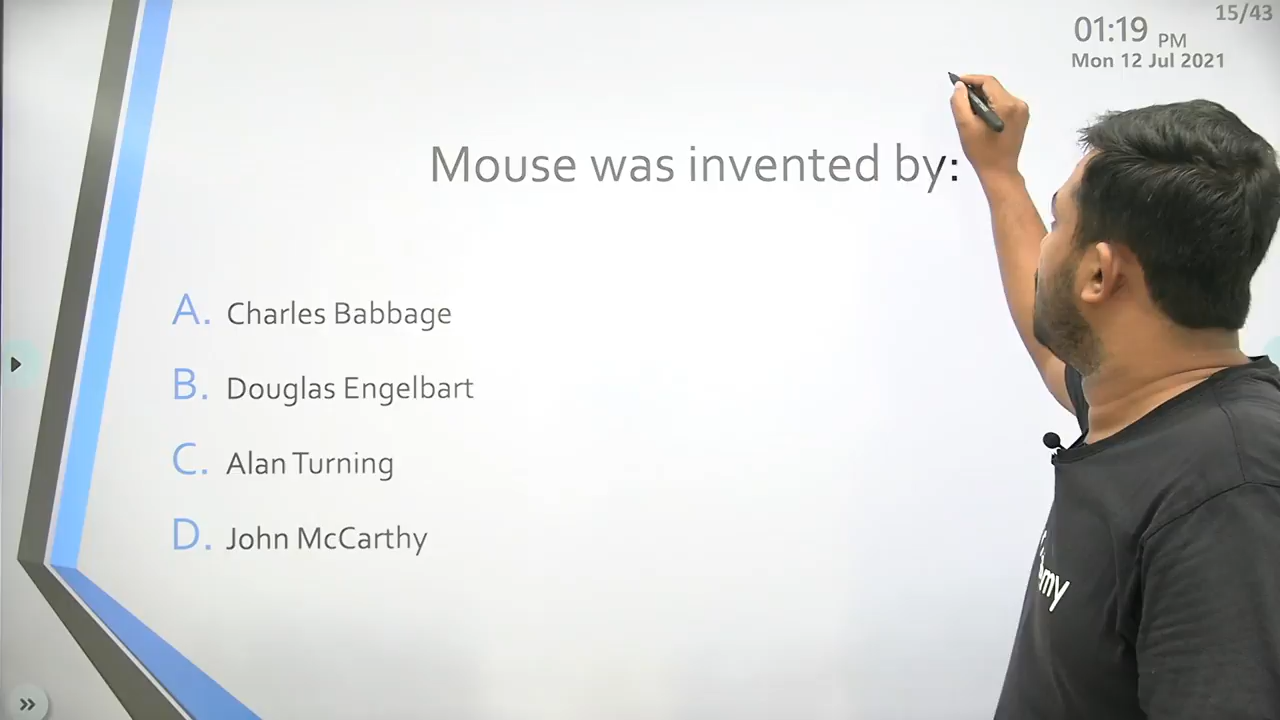 15/43
01:19 PM
Mon 12 Jul 2021
Mouse was invented by:
A. Charles Babbage
B. Douglas Engelbart
C. Alan Turning
D. John McCarthy